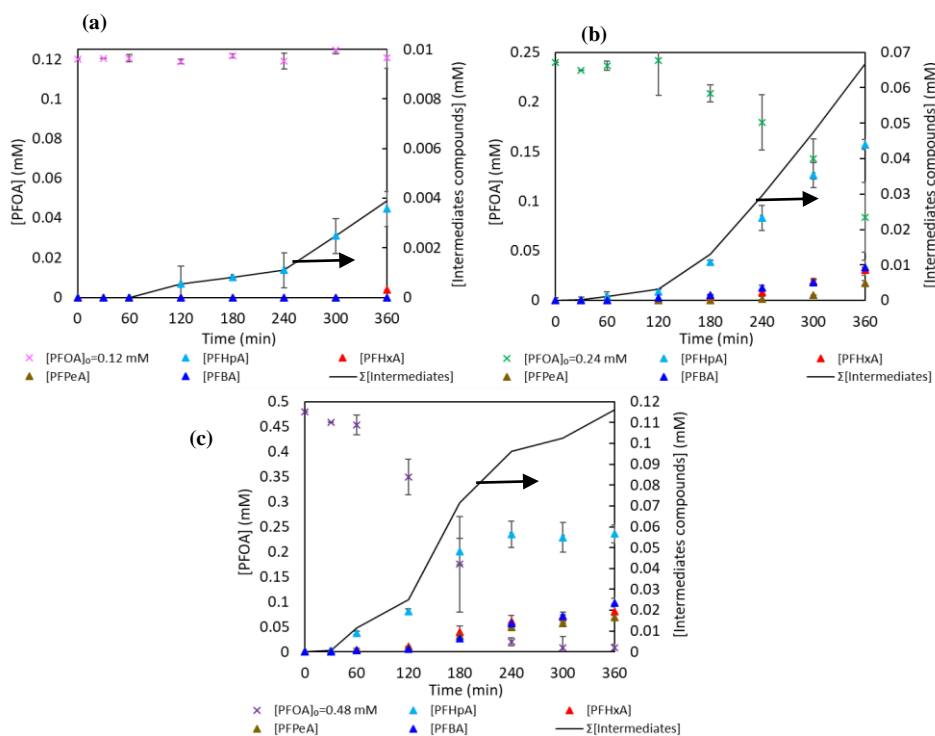 (a)
[PFOA] (mM)
0.12
0.1
0.08
0.06
0.04
0.02
0
0.01
0.008
0.006
0.004
0.002
0
[Intermediates compounds] (mM)
0 60 120 180 240 300 360
Time (min)
[PFOA]₀=0.12 mM [PFHpA] [PFHxA]
[PFPeA] [PFBA] Σ[Intermediates]
(b)
[PFOA] (mM)
0.25
0.2
0.15
0.1
0.05
0
0.07
0.06
0.05
0.04
0.03
0.02
0.01
0
[Intermediates compounds] (mM)
0 60 120 180 240 300 360
Time (min)
[PFOA]₀=0.24 mM [PFHpA] [PFHxA]
[PFPeA] [PFBA] Σ[Intermediates]
(c)
[PFOA] (mM)
0.5
0.45
0.4
0.35
0.3
0.25
0.2
0.15
0.1
0.05
0
0.12
0.11
0.1
0.09
0.08
0.07
0.06
0.05
0.04
0.03
0.02
0.01
0
[Intermediates compounds] (mM)
0 60 120 180 240 300 360
Time (min)
[PFOA]₀=0.48 mM [PFHpA] [PFHxA]
[PFPeA] [PFBA] Σ[Intermediates]